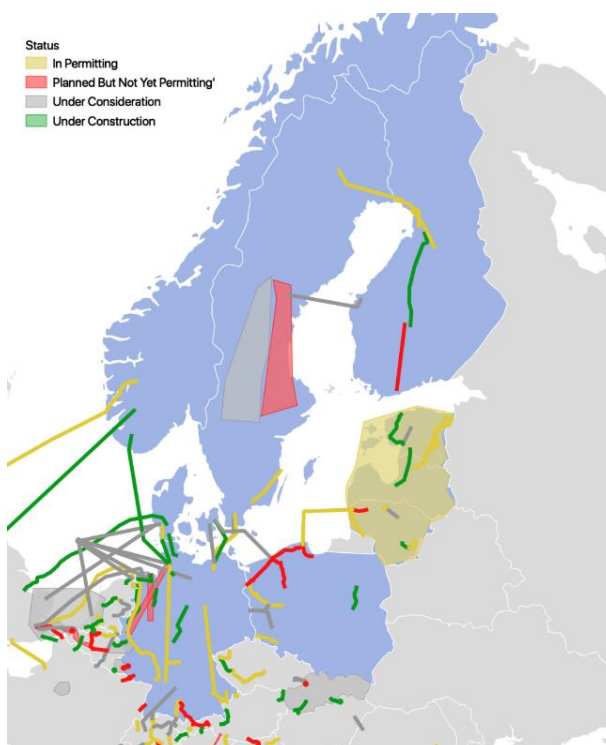 Status
In Permitting
Planned But Not Yet Permitting'
Under Consideration
Under Construction